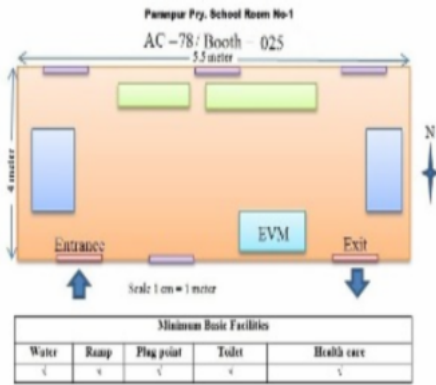 Paranpur Pry. School Room No-1
AC -78/ Booth - 025
5.5 meter
4 meter
N
Entrance
EVM
Exit
Scale 1 cm = 1 meter
Minimum Basic Facilities
Water Ramp Plug point Toilet Health care
√ √ √ √ √